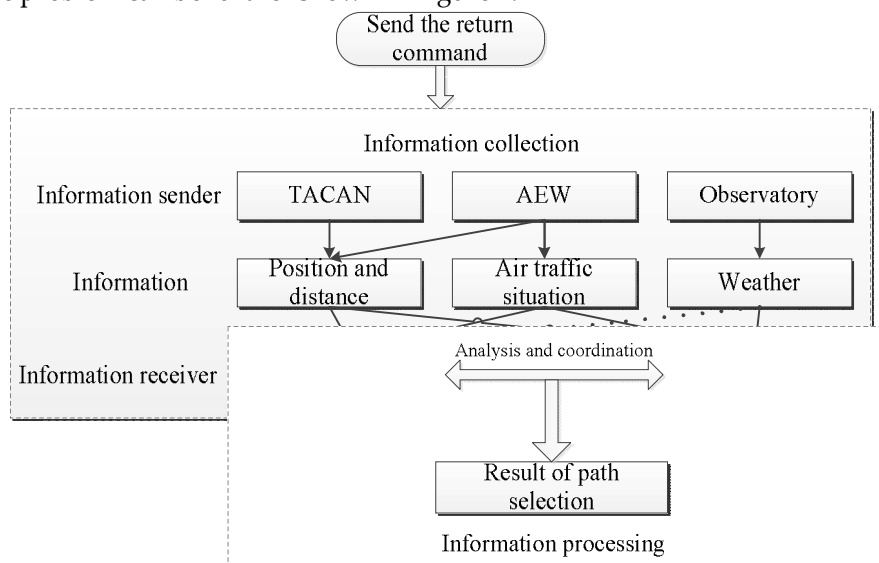 Send the return
command
Information collection
Information sender
TACAN
AEW
Observatory
Information
Position and
distance
Air traffic
situation
Weather
Information receiver
Analysis and coordination
Result of path
selection
Information processing